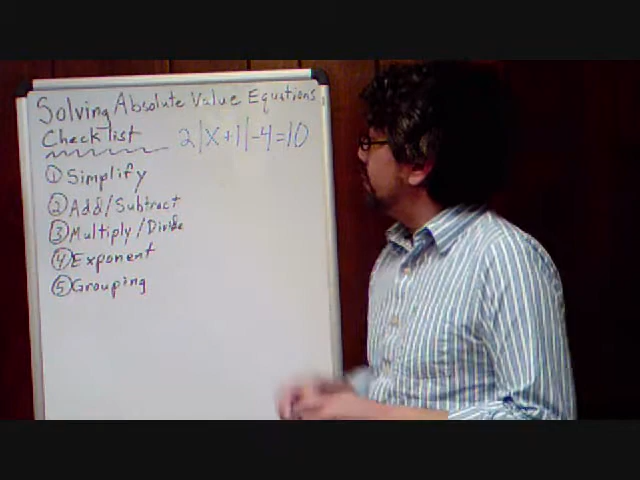 Solving Absolute Value Equations
Checklist
2|x+1|-4=10
① Simplify
② Add/Subtract
③ Multiply/Divide
④ Exponent
⑤ Grouping